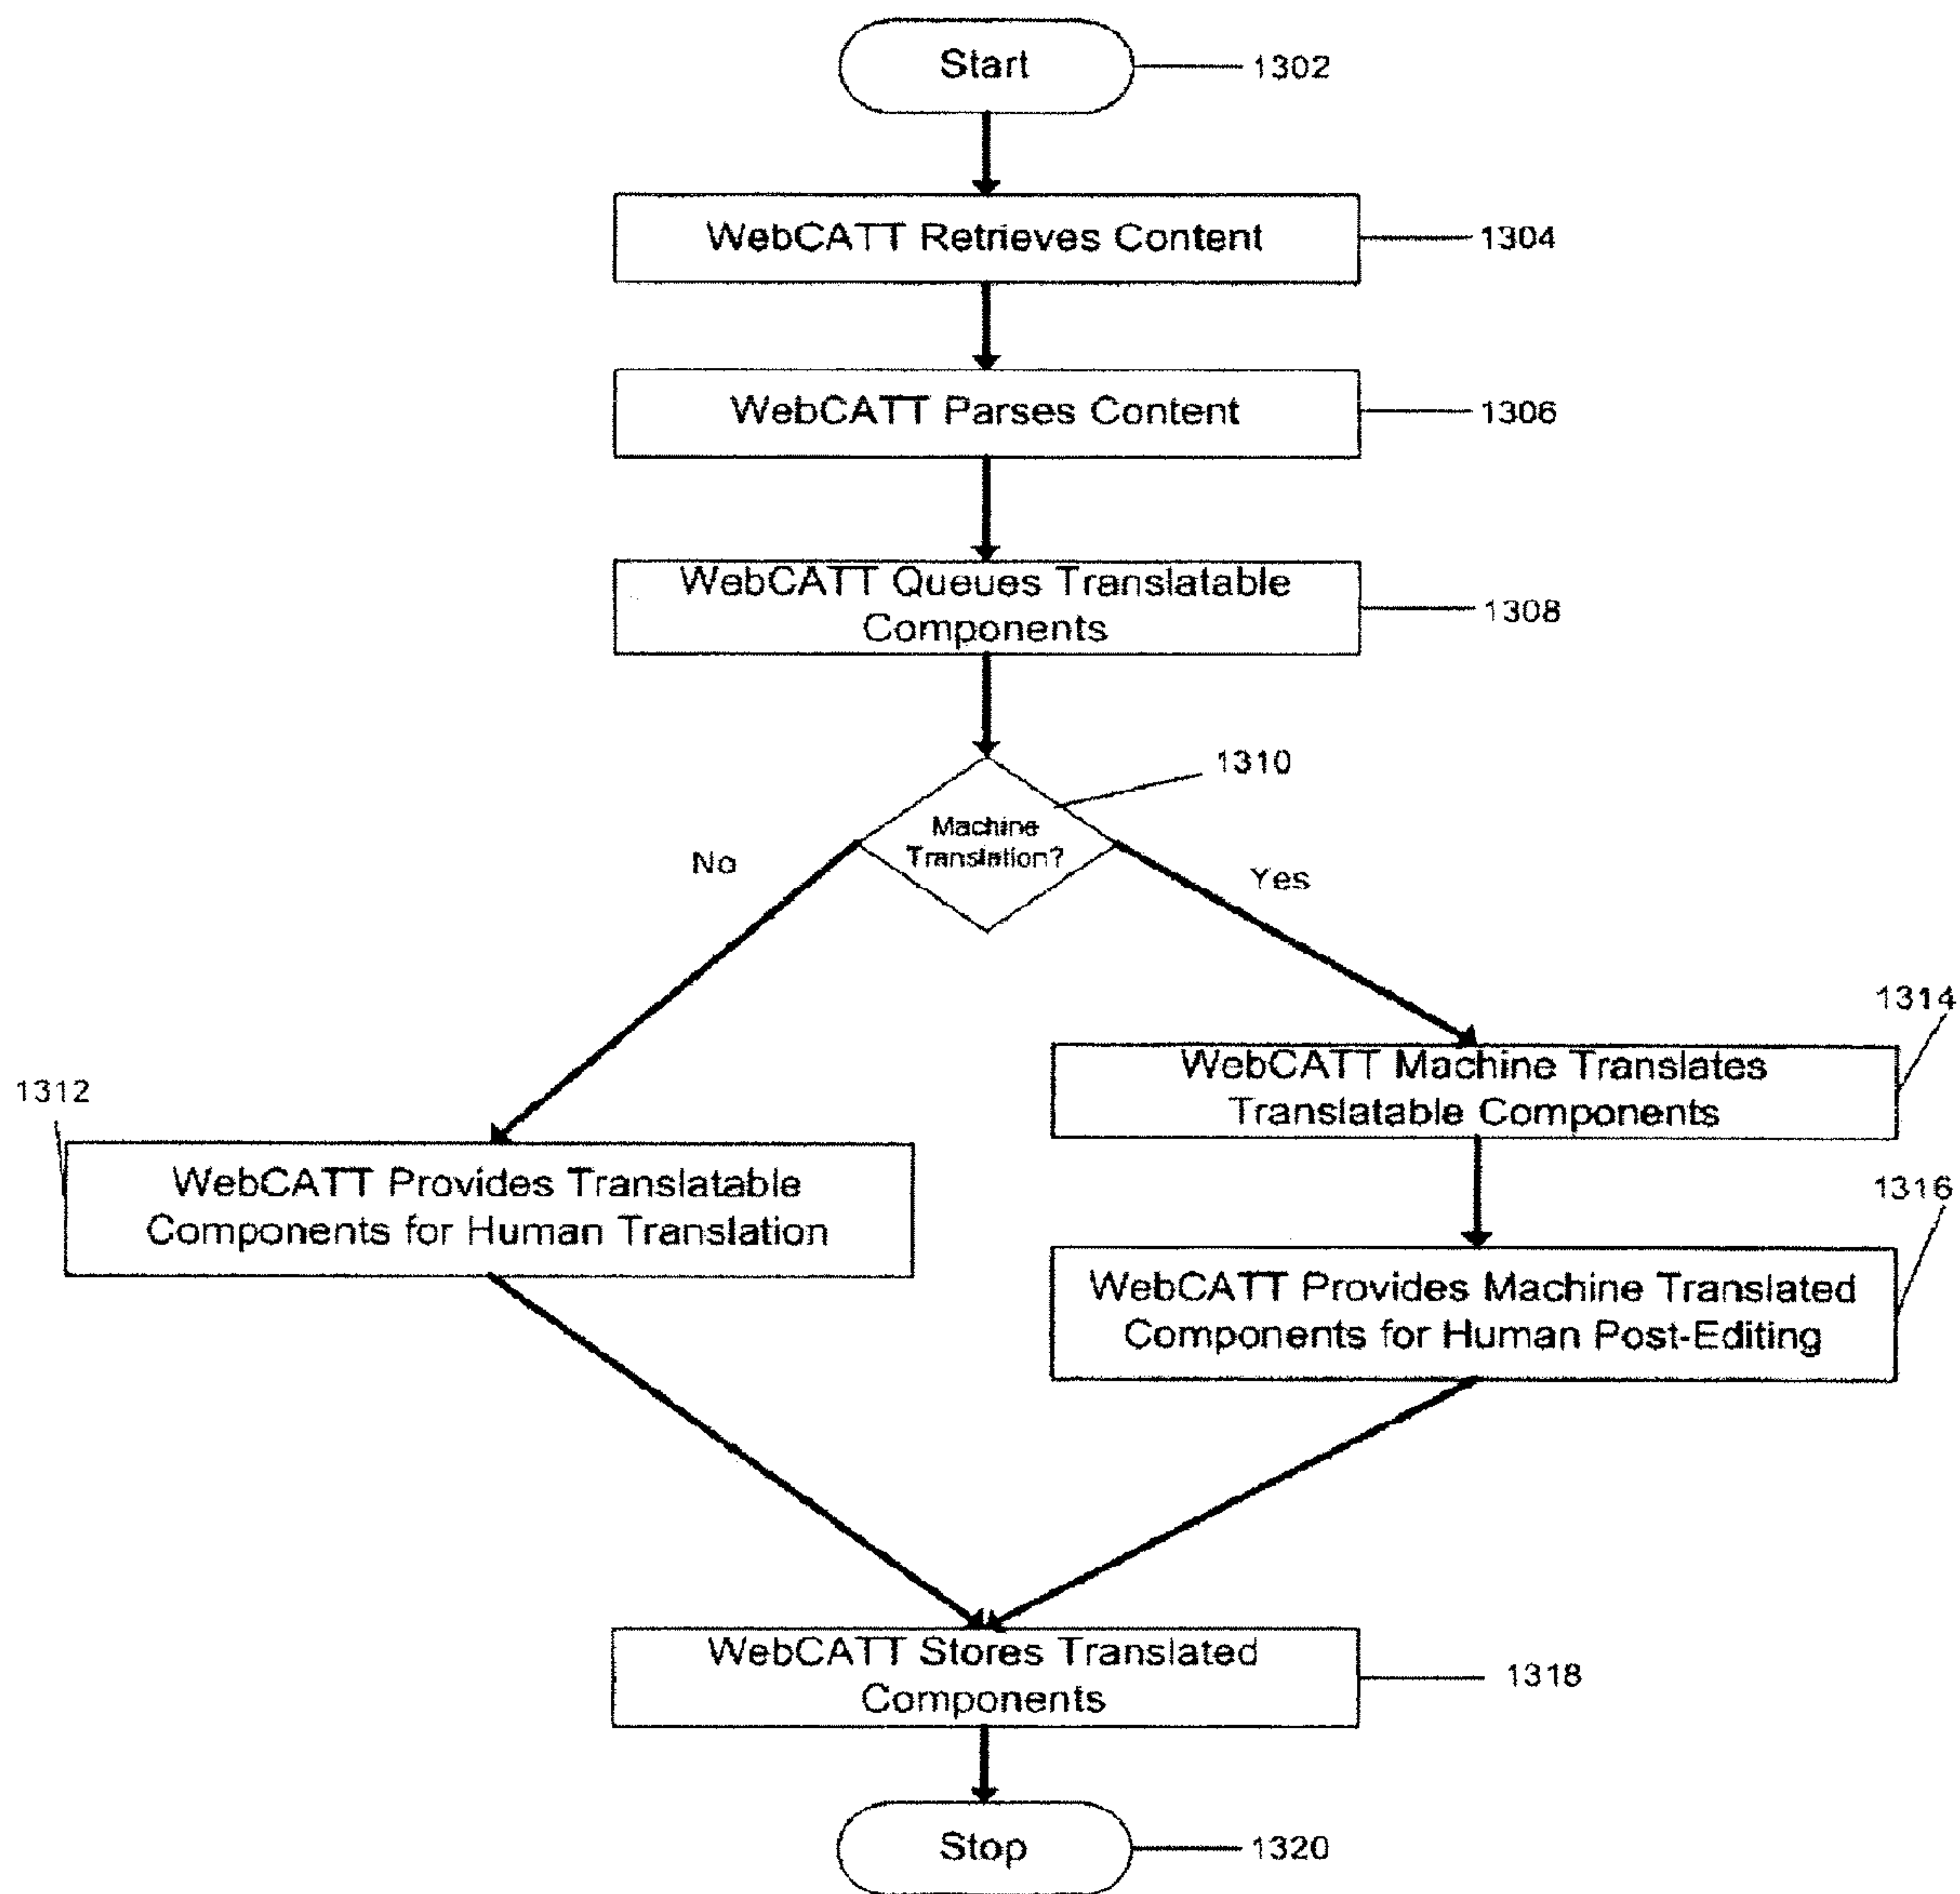 Start
1302
WebCATT Retrieves Content
1304
WebCATT Parses Content
1306
WebCATT Queues Translatable
Components
1308
1310
Machine
Translation?
No
Yes
1314
WebCATT Machine Translates
Translatable Components
1312
WebCATT Provides Translatable
Components for Human Translation
1316
WebCATT Provides Machine Translated
Components for Human Post-Editing
WebCATT Stores Translated
Components
1318
Stop
1320